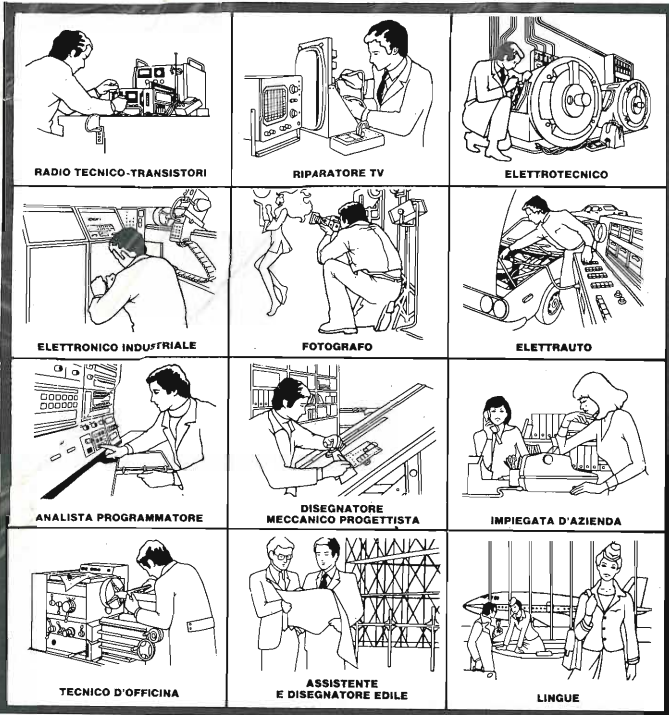 RADIO TECNICO-TRANSISTORI
RIPARATORE TV
ELETTROTECNICO
ELETTRONICO INDUSTRIALE
FOTOGRAFO
ELETTRAUTO
ANALISTA PROGRAMMATORE
DISEGNATORE
MECCANICO PROGETTISTA
IMPIEGATA D'AZIENDA
TECNICO D'OFFICINA
ASSISTENTE
E DISEGNATORE EDILE
LINGUE